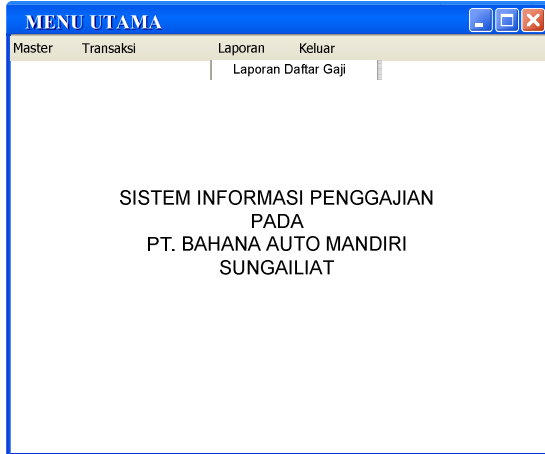 MENU UTAMA
Master Transaksi Laporan Keluar
Laporan Daftar Gaji
SISTEM INFORMASI PENGGAJIAN
PADA
PT. BAHANA AUTO MANDIRI
SUNGAILIAT